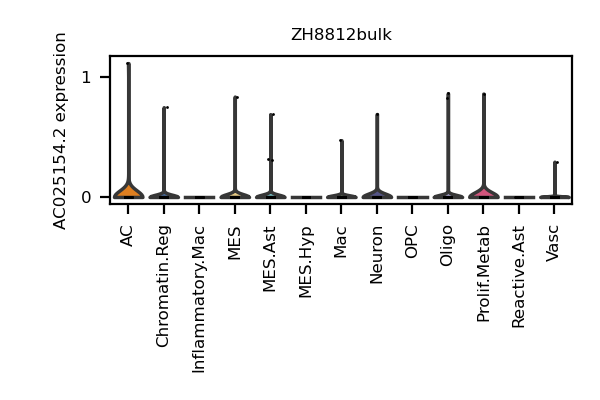 ZH8812bulk
AC025154.2 expression
1
0
AC
Chromatin.Reg
Inflammatory.Mac
MES
MES.Ast
MES.Hyp
Mac
Neuron
OPC
Oligo
Prolif.Metab
Reactive.Ast
Vasc